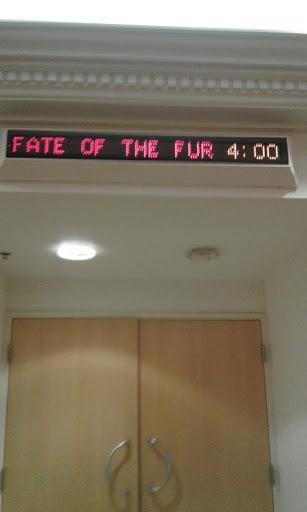 FATE OF THE FUR 4:00